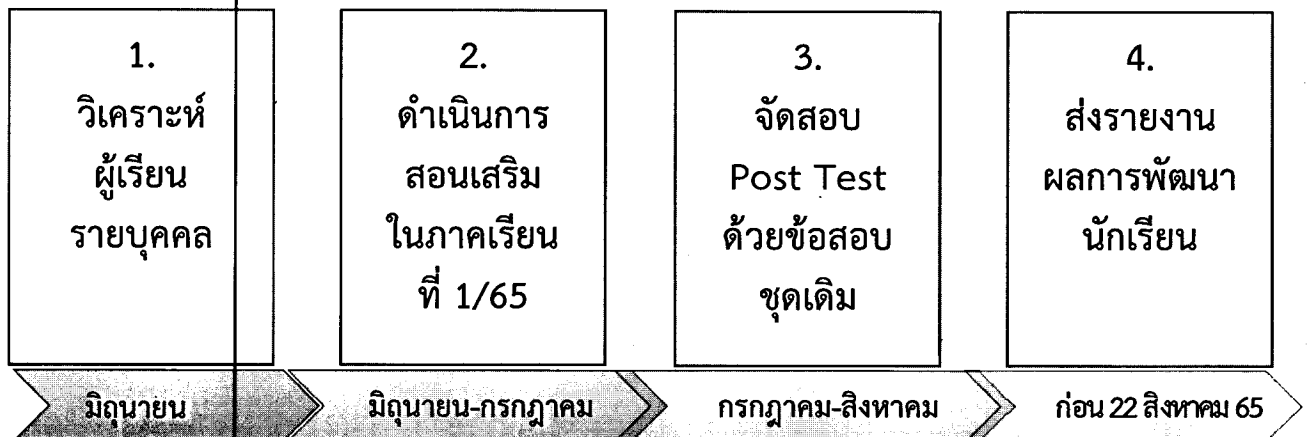 1.
วิเคราะห์
ผู้เรียน
รายบุคคล
2.
ดำเนินการ
สอนเสริม
ในภาคเรียน
ที่ 1/65
3.
จัดสอบ
Post Test
ด้วยข้อสอบ
ชุดเดิม
4.
ส่งรายงาน
ผลการพัฒนา
นักเรียน
มิถุนายน
มิถุนายน-กรกฎาคม
กรกฎาคม-สิงหาคม
ก่อน 22 สิงหาคม 65